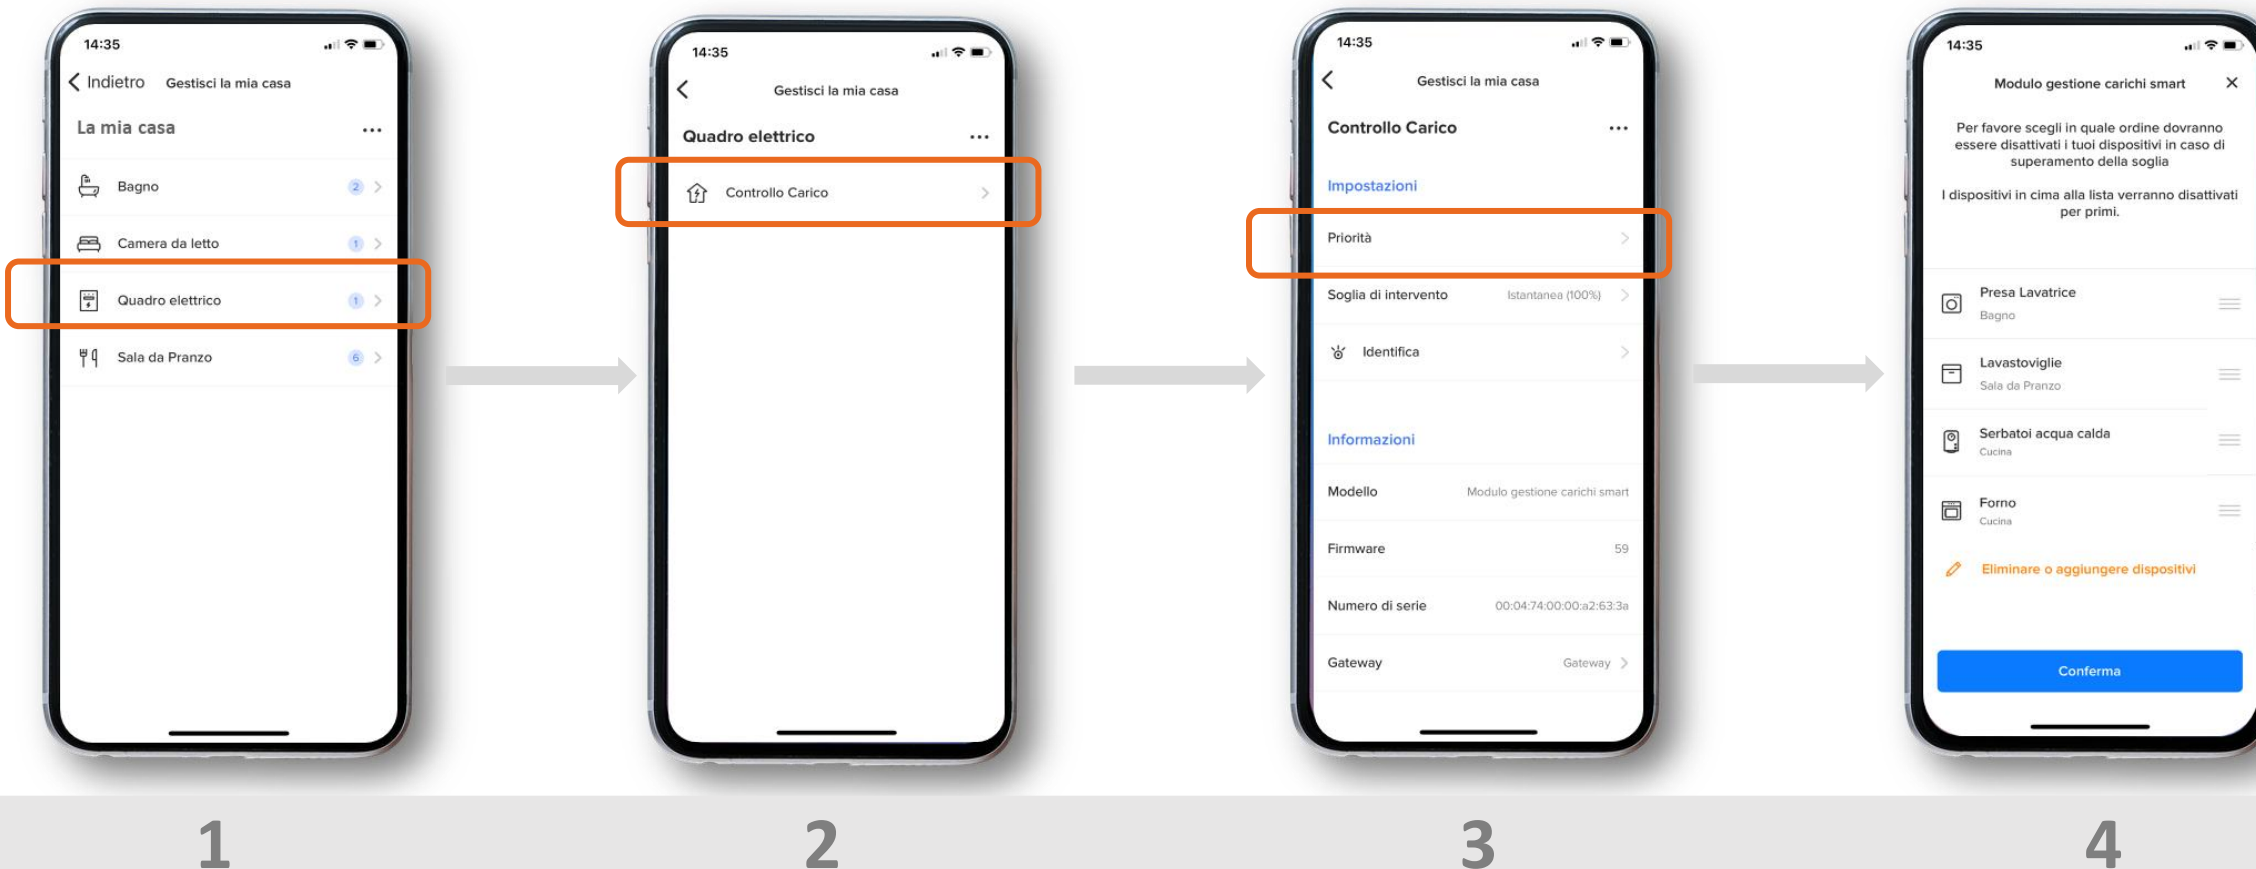 14:35
Indietro Gestisci la mia casa
La mia casa ...
Bagno 2
Camera da letto 1
Quadro elettrico 1
Sala da Pranzo 6
14:35
Gestisci la mia casa
Quadro elettrico ...
Controllo Carico
14:35
Gestisci la mia casa
Controllo Carico ...
Impostazioni
Priorità
Soglia di intervento Istantanea (100%)
Identifica
Informazioni
Modello Modulo gestione carichi smart
Firmware 59
Numero di serie 00:04:74:00:00:a2:63:3a
Gateway Gateway
14:35
Modulo gestione carichi smart
Per favore scegli in quale ordine dovranno
essere disattivati i tuoi dispositivi in caso di
superamento della soglia
I dispositivi in cima alla lista verranno disattivati
per primi.
Presa Lavatrice
Bagno
Lavastoviglie
Sala da Pranzo
Serbatoi acqua calda
Cucina
Forno
Cucina
Eliminare o aggiungere dispositivi
Conferma
1
2
3
4